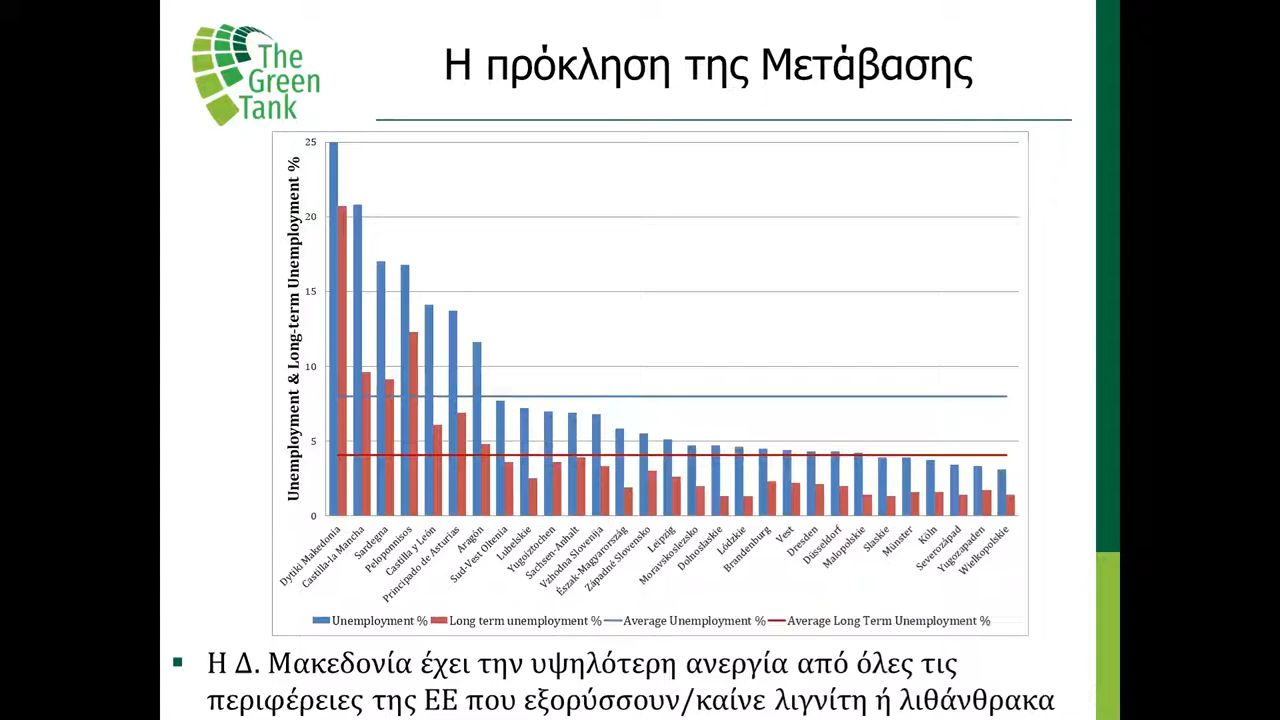 The
Green
Tank
Η πρόκληση της Μετάβασης
Unemployment & Long-term Unemployment %
25
20
15
10
5
0
Dytiki Makedonia
Castilla-la Mancha
Sardegna
Peloponnisos
Castilla y León
Principado de Asturias
Aragón
Sud-Vest Oltenia
Lubelskie
Yugoiztochen
Sachsen-Anhalt
Vzhodna Slovenija
Észak-Magyarország
Západné Slovensko
Leipzig
Moravskoslezsko
Dolnoslaskie
Lódzkie
Brandenburg
Vest
Dresden
Düsseldorf
Malopolskie
Slaskie
Münster
Köln
Severozápad
Yugozapaden
Wielkopolskie
Unemployment %
Long term unemployment %
Average Unemployment %
Average Long Term Unemployment %
▪ Η Δ. Μακεδονία έχει την υψηλότερη ανεργία από όλες τις
περιφέρειες της ΕΕ που εξορύσσουν/καίνε λιγνίτη ή λιθάνθρακα